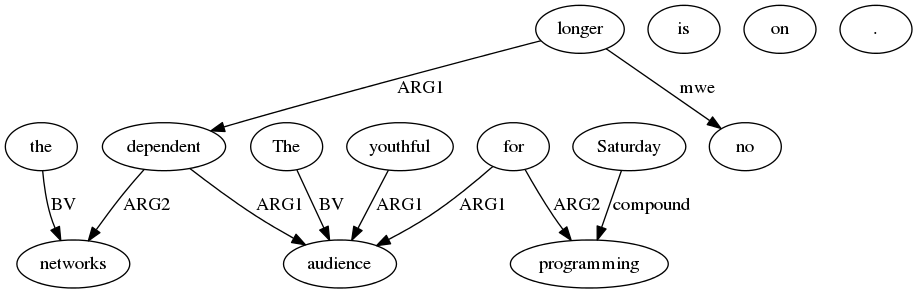 longer is on .
ARG1 mwe
the dependent The youthful for Saturday no
BV ARG2 ARG1 BV ARG1 ARG1 ARG2 compound
networks audience programming